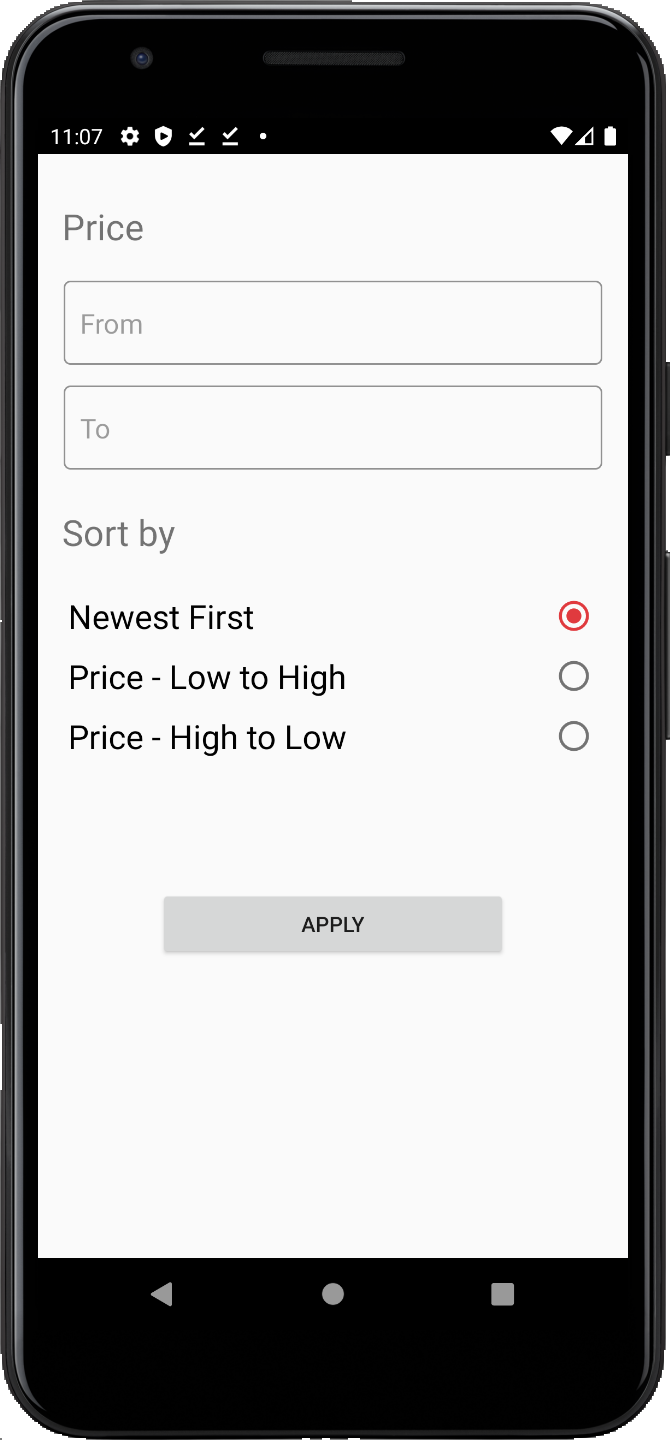 11:07
Price
From
To
Sort by
Newest First
Price - Low to High
Price - High to Low
APPLY